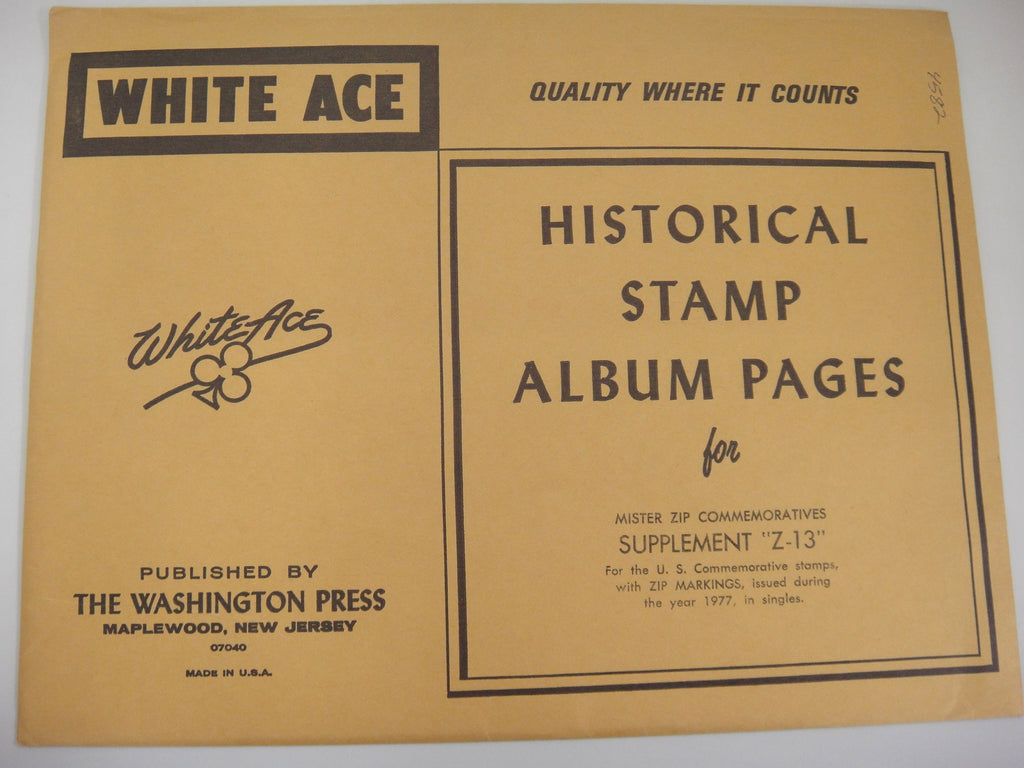 WHITE ACE
QUALITY WHERE IT COUNTS
4582
White Ace
HISTORICAL
STAMP
ALBUM PAGES
for
MISTER ZIP COMMEMORATIVES
SUPPLEMENT "Z-13"
For the U. S. Commemorative stamps,
with ZIP MARKINGS, issued during
the year 1977, in singles.
PUBLISHED BY
THE WASHINGTON PRESS
MAPLEWOOD, NEW JERSEY
07040
MADE IN U.S.A.